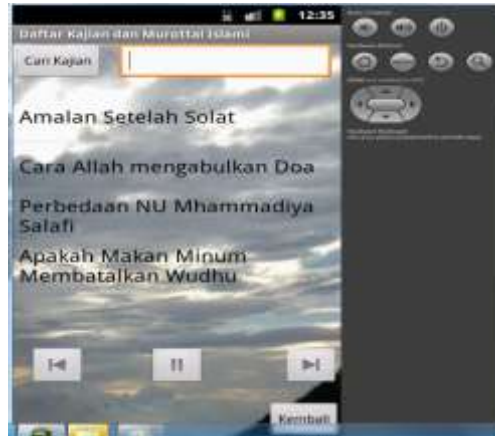 12:35
Daftar Kajian dan Murottal Islami
Cari Kajian
Amalan Setelah Solat
Cara Allah mengabulkan Doa
Perbedaan NU Mhammadiya
Salafi
Apakah Makan Minum
Membatalkan Wudhu
Kembali